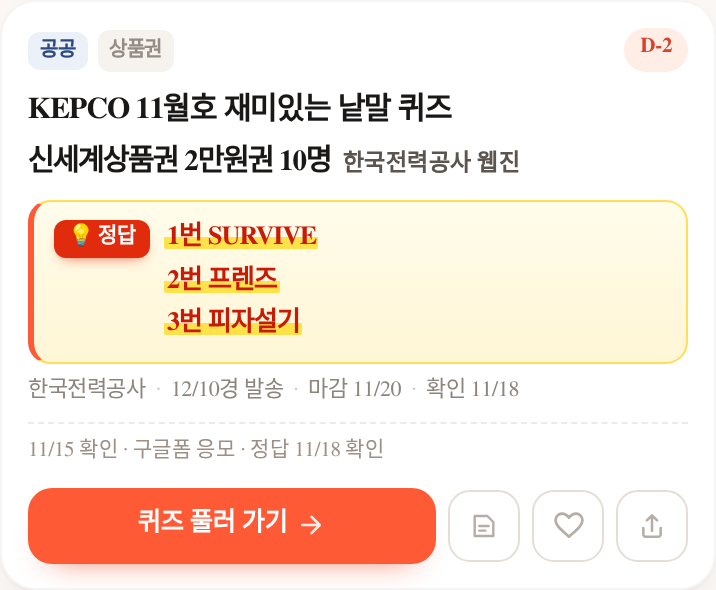 공공 상품권 D-2
KEPCO 11월호 재미있는 낱말 퀴즈
신세계상품권 2만원권 10명 한국전력공사 웹진
💡 정답 1번 SURVIVE
2번 프렌즈
3번 피자설기
한국전력공사 · 12/10경 발송 · 마감 11/20 · 확인 11/18
11/15 확인 · 구글폼 응모 · 정답 11/18 확인
퀴즈 풀러 가기 →